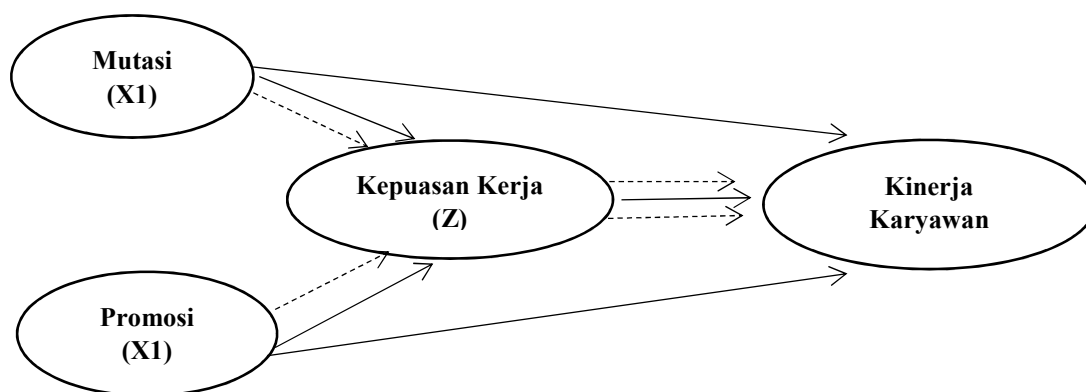 Mutasi
(X1)
Kepuasan Kerja
(Z)
Kinerja
Karyawan
Promosi
(X1)